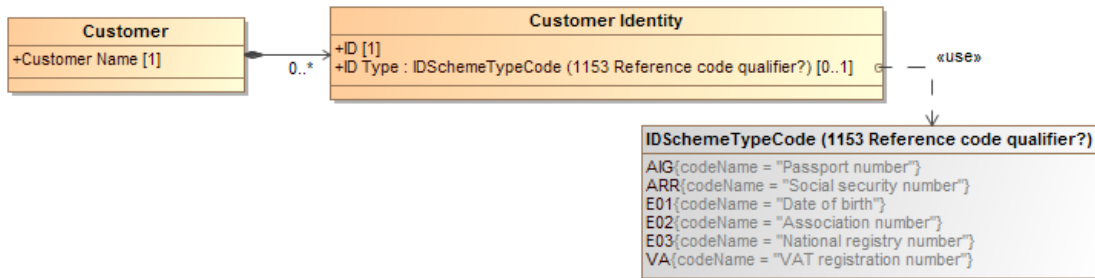 Customer
+Customer Name [1]
0..*
Customer Identity
+ID [1]
+ID Type : IDSchemeTypeCode (1153 Reference code qualifier?) [0..1]
«use»
IDSchemeTypeCode (1153 Reference code qualifier?)
AIG{codeName = "Passport number"}
ARR{codeName = "Social security number"}
E01{codeName = "Date of birth"}
E02{codeName = "Association number"}
E03{codeName = "National registry number"}
VA{codeName = "VAT registration number"}